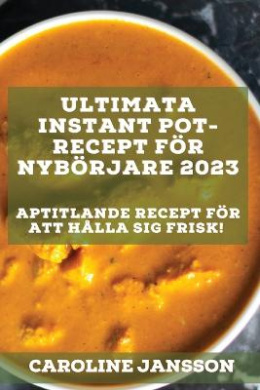 ULTIMATA
INSTANT POT-
RECEPT FÖR
NYBÖRJARE 2023
APTITLANDE RECEPT FÖR
ATT HÅLLA SIG FRISK!
CAROLINE JANSSON